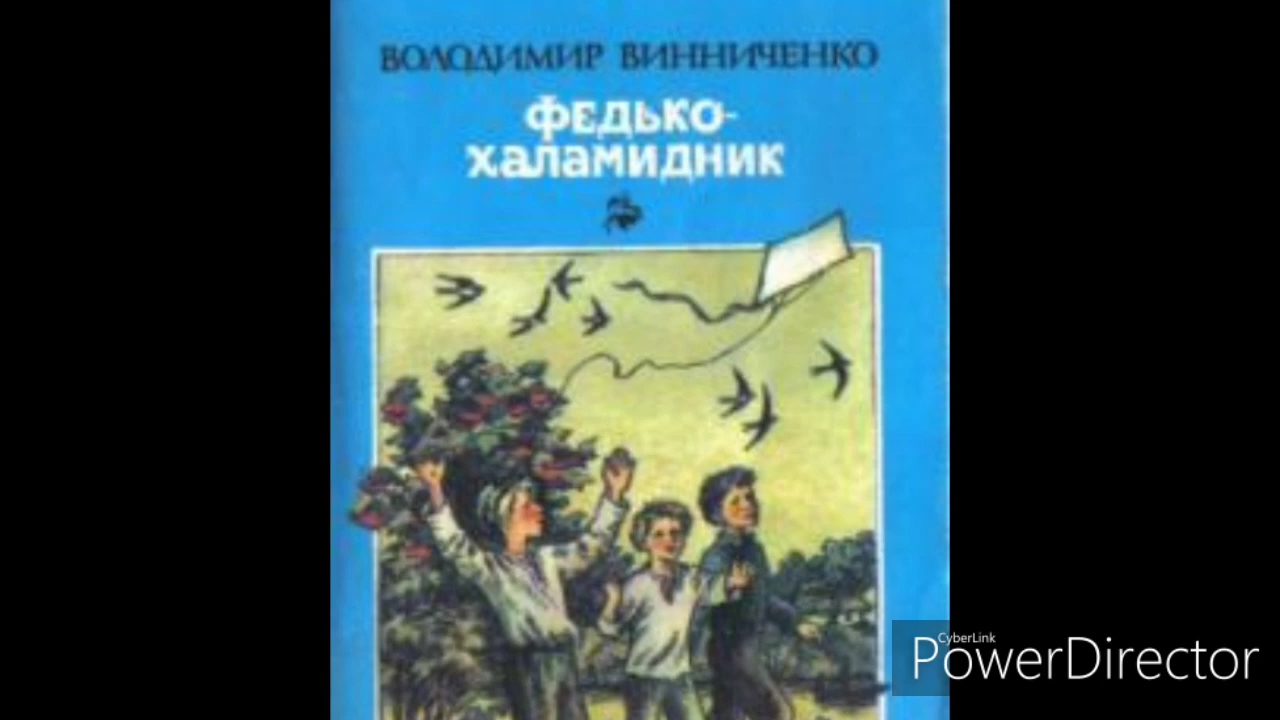 ВОЛОДИМИР ВИННИЧЕНКО
ФЕДЬКО-
ХАЛАМИДНИК
CyberLink
PowerDirector